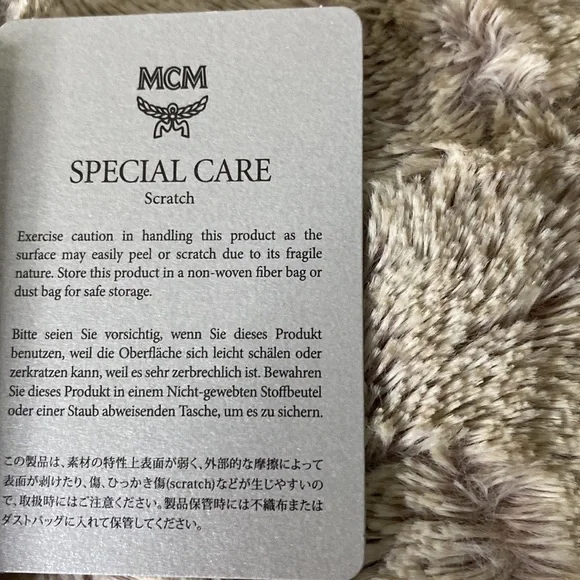 MCM
SPECIAL CARE
Scratch
Exercise caution in handling this product as the
surface may easily peel or scratch due to its fragile
nature. Store this product in a non-woven fiber bag or
dust bag for safe storage.
Bitte seien Sie vorsichtig, wenn Sie dieses Produkt
benutzen, weil die Oberfläche sich leicht schälen oder
zerkratzen kann, weil es sehr zerbrechlich ist. Bewahren
Sie dieses Produkt in einem Nicht-gewebten Stoffbeutel
oder einer Staub abweisenden Tasche, um es zu sichern.
この製品は、素材の特性上表面が弱く、外部的な摩擦によって
表面が剥けたり、傷、ひっかき傷(scratch)などが生じやすいの
で、取扱時にはご注意ください。製品保管時には不織布または
ダストバッグに入れて保管してください。